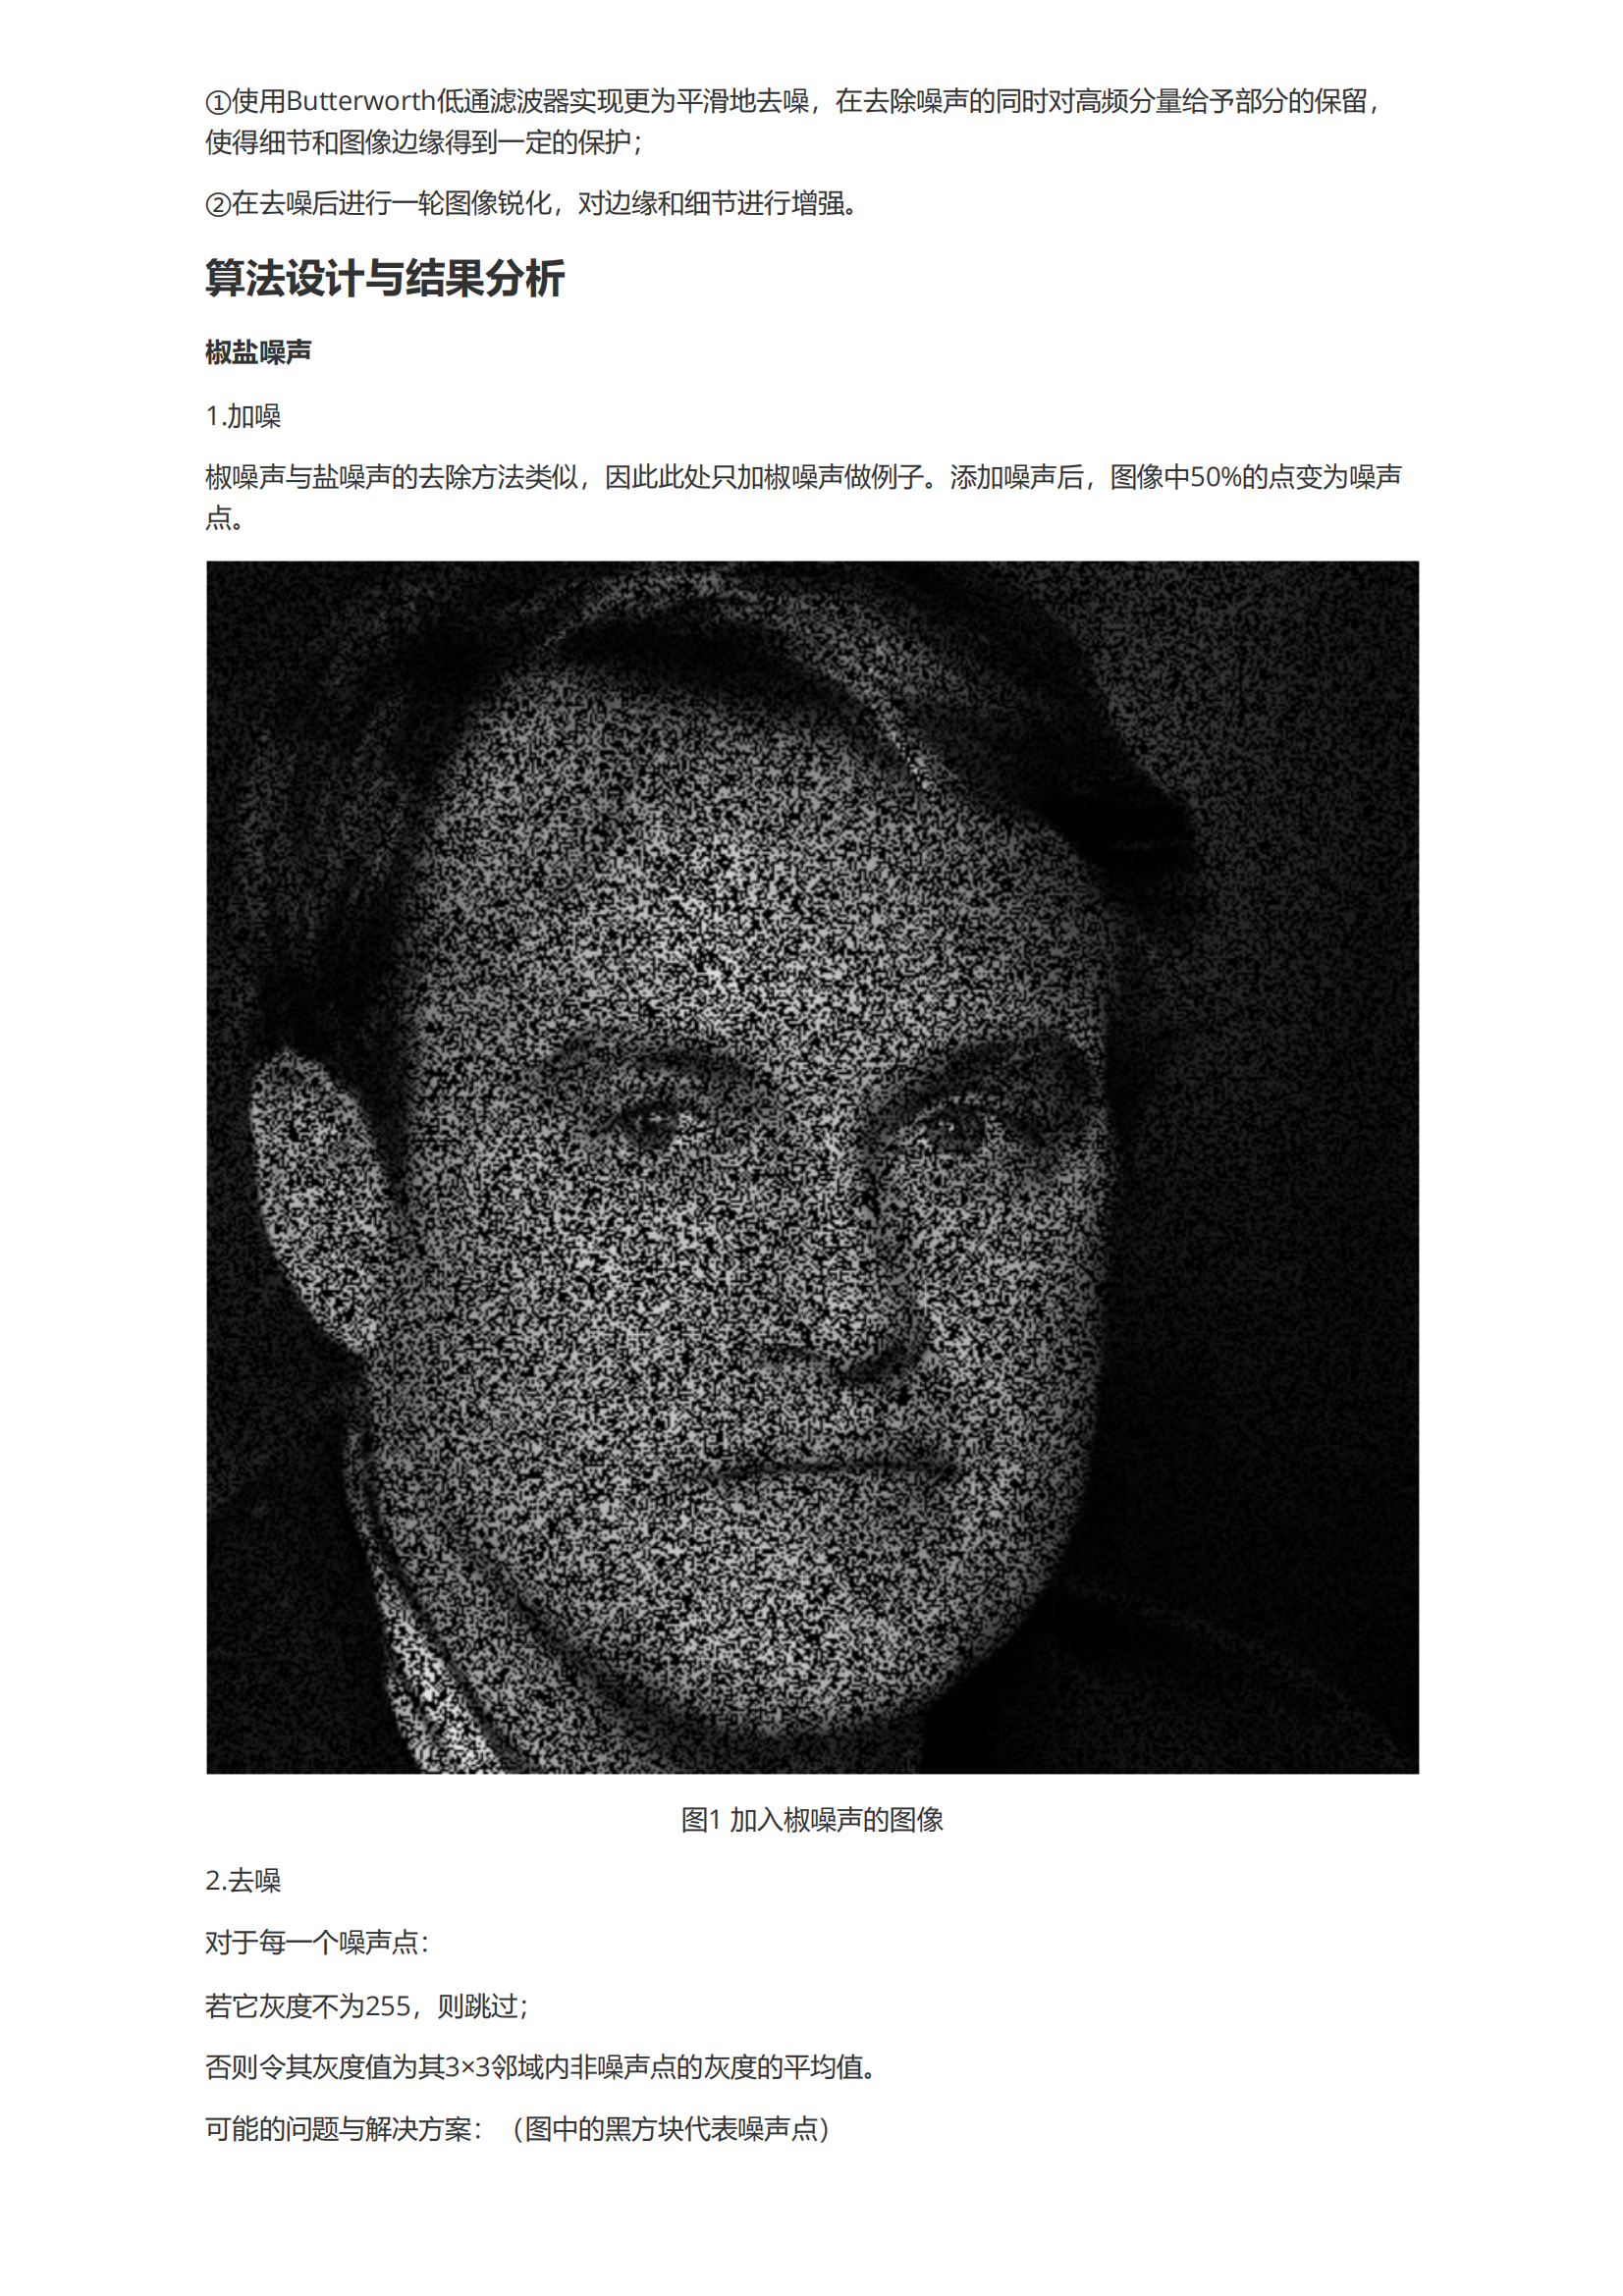 ①使用Butterworth低通滤波器实现更为平滑地去噪，在去除噪声的同时对高频分量给予部分的保留，
使得细节和图像边缘得到一定的保护；
②在去噪后进行一轮图像锐化，对边缘和细节进行增强。
算法设计与结果分析
椒盐噪声
1.加噪
椒噪声与盐噪声的去除方法类似，因此此处只加椒噪声做例子。添加噪声后，图像中50%的点变为噪声
点。
图1 加入椒噪声的图像
2.去噪
对于每一个噪声点：
若它灰度不为255，则跳过；
否则令其灰度值为其3×3邻域内非噪声点的灰度的平均值。
可能的问题与解决方案：（图中的黑方块代表噪声点）